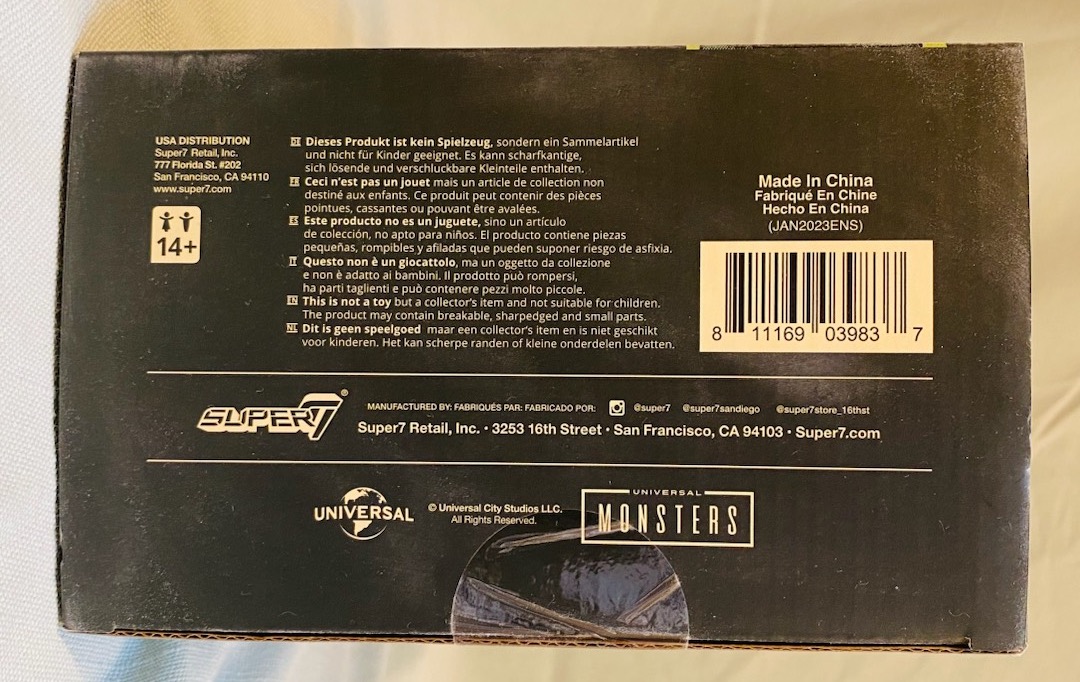 USA DISTRIBUTION
Super7 Retail, Inc.
777 Florida St. #202
San Francisco, CA 94110
www.super7.com
14+
DE Dieses Produkt ist kein Spielzeug, sondern ein Sammelartikel
und nicht für Kinder geeignet. Es kann scharfkantige,
sich lösende und verschluckbare Kleinteile enthalten.
FR Ceci n'est pas un jouet mais un article de collection non
destiné aux enfants. Ce produit peut contenir des pièces
pointues, cassantes ou pouvant être avalées.
ES Este producto no es un juguete, sino un artículo
de colección, no apto para niños. El producto contiene piezas
pequeñas, rompibles y afiladas que pueden suponer riesgo de asfixia.
IT Questo non è un giocattolo, ma un oggetto da collezione
e non è adatto ai bambini. Il prodotto può rompersi,
ha parti taglienti e può contenere pezzi molto piccole.
EN This is not a toy but a collector's item and not suitable for children.
The product may contain breakable, sharpedged and small parts.
NL Dit is geen speelgoed maar een collector's item en is niet geschikt
voor kinderen. Het kan scherpe randen of kleine onderdelen bevatten.
Made In China
Fabriqué En Chine
Hecho En China
(JAN2023ENS)
8 11169 03983 7
SUPER7®
MANUFACTURED BY: FABRIQUÉS PAR: FABRICADO POR: @super7 @super7sandiego @super7store_16thst
Super7 Retail, Inc. • 3253 16th Street • San Francisco, CA 94103 • Super7.com
UNIVERSAL
© Universal City Studios LLC.
All Rights Reserved.
UNIVERSAL
MONSTERS